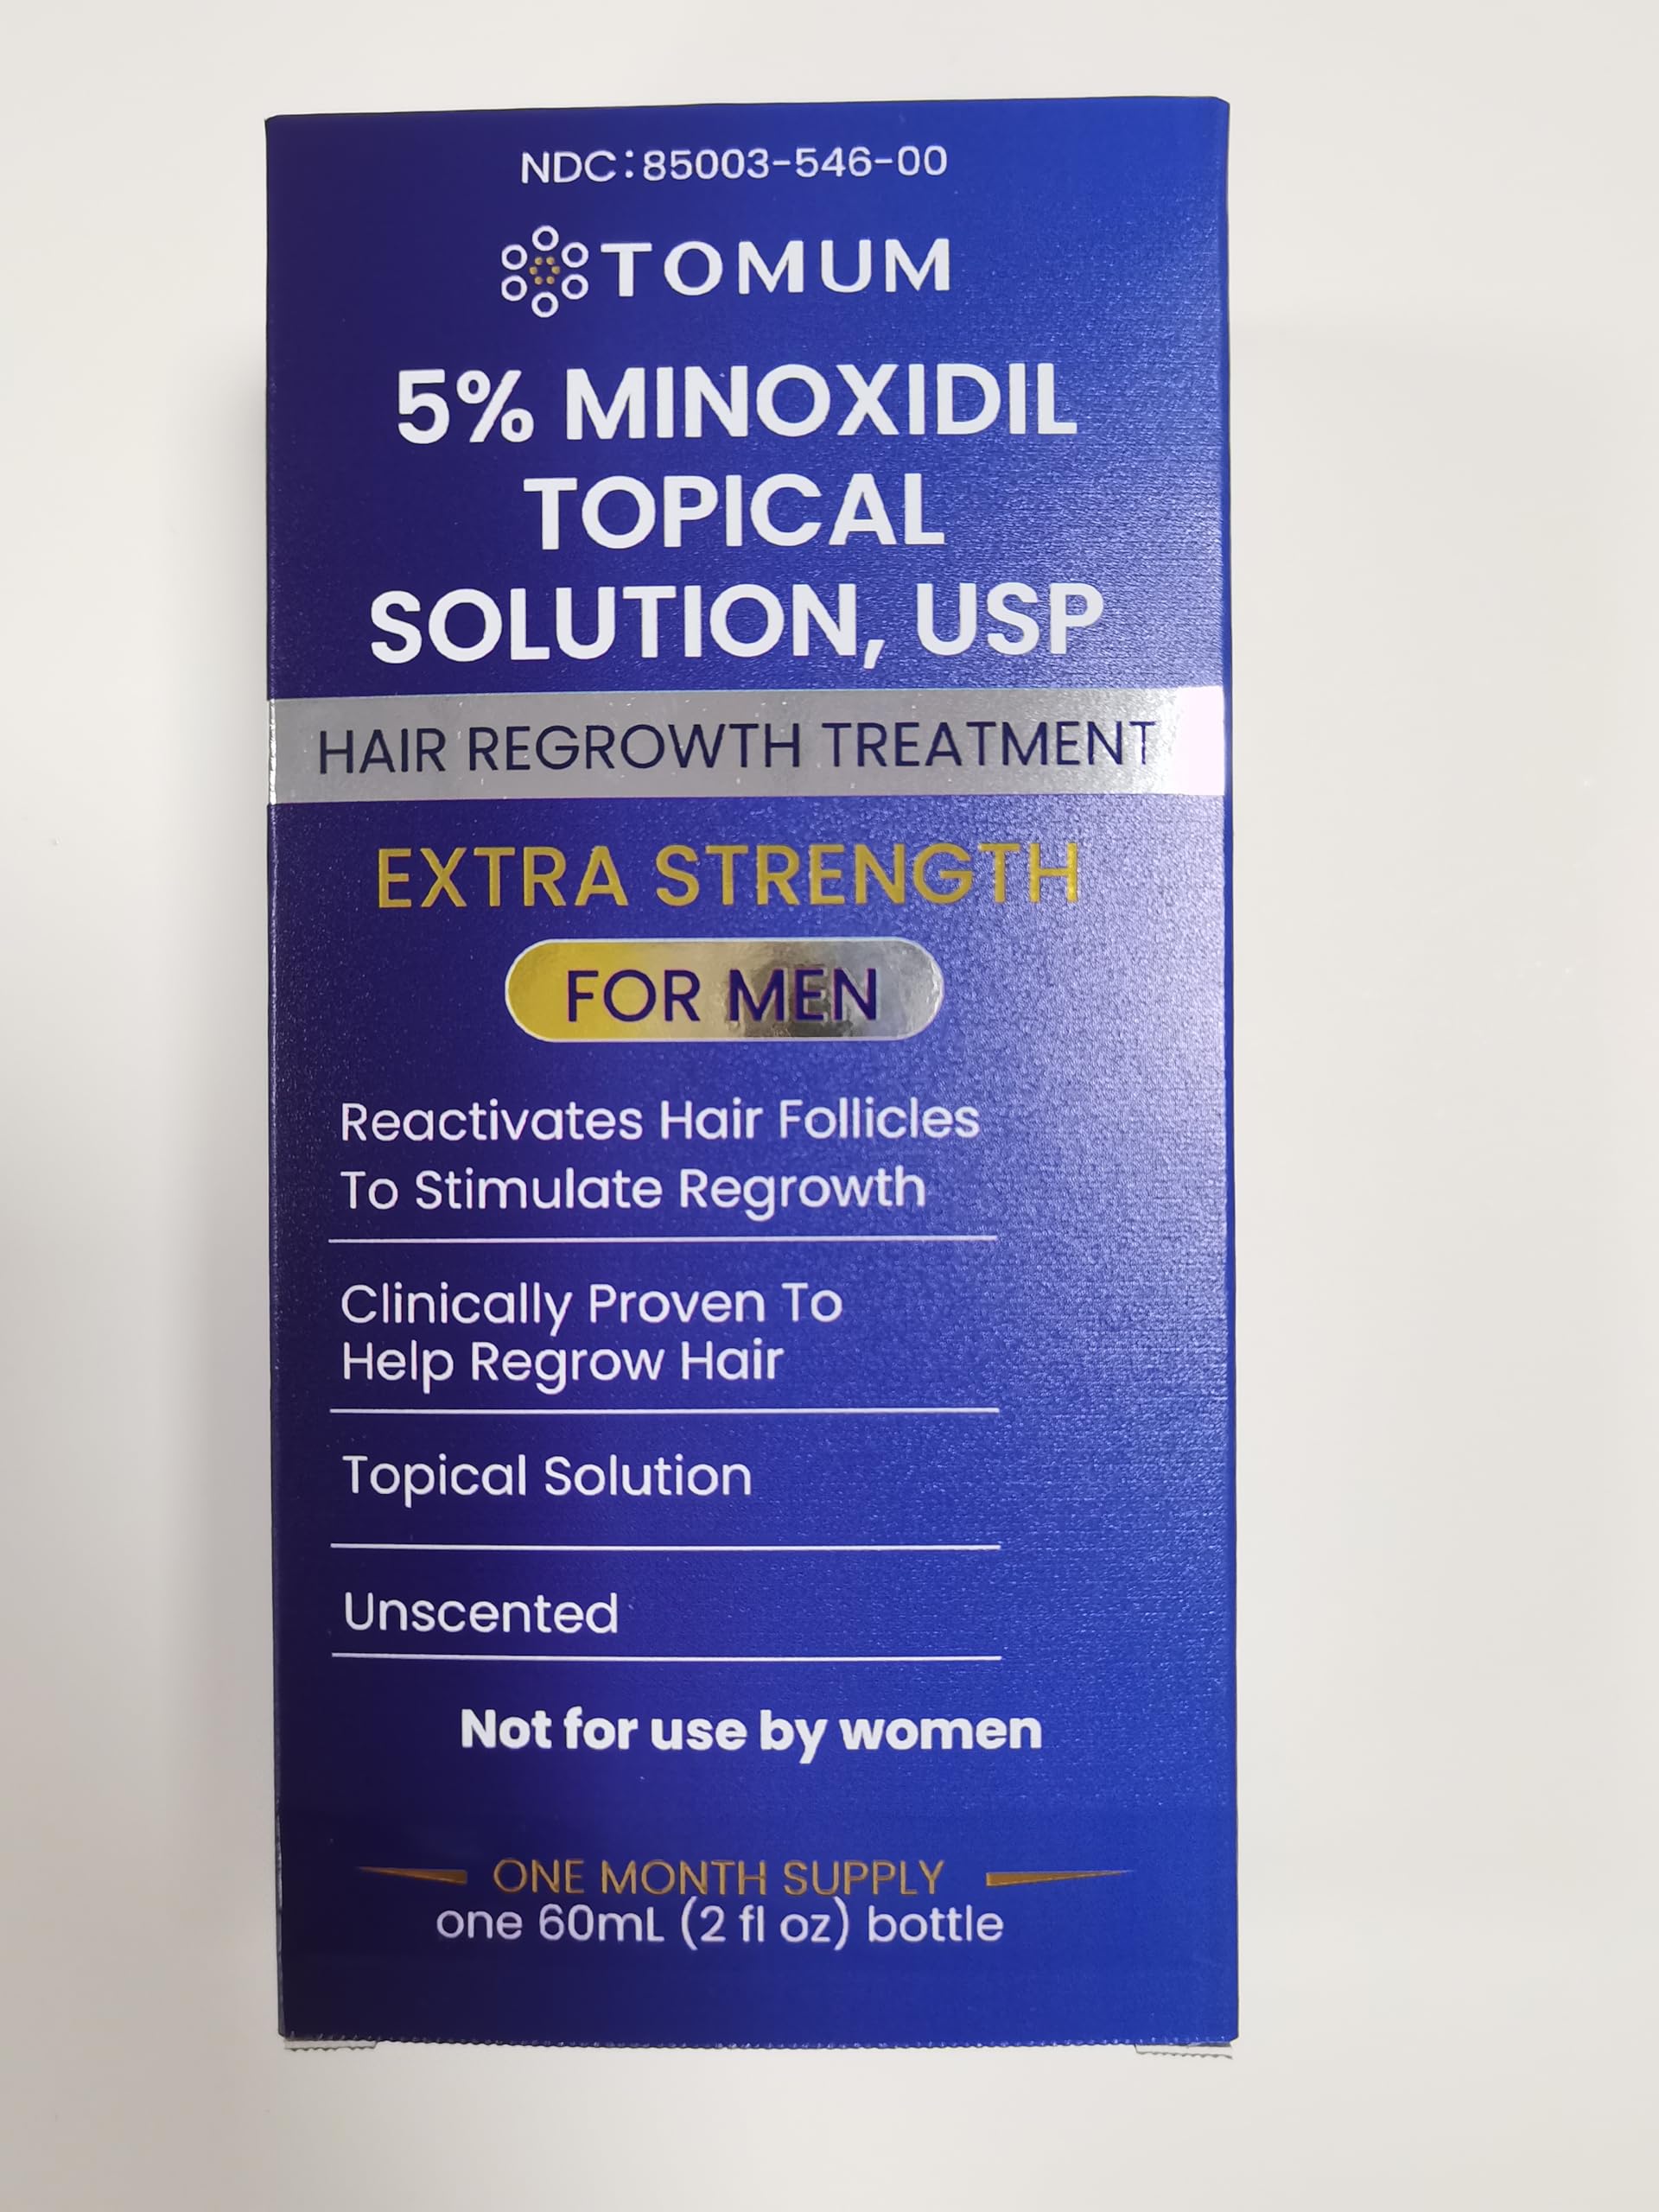 NDC:85003-546-00
TOMUM
5% MINOXIDIL
TOPICAL
SOLUTION, USP
HAIR REGROWTH TREATMENT
EXTRA STRENGTH
FOR MEN
Reactivates Hair Follicles
To Stimulate Regrowth
Clinically Proven To
Help Regrow Hair
Topical Solution
Unscented
Not for use by women
ONE MONTH SUPPLY
one 60mL (2 fl oz) bottle